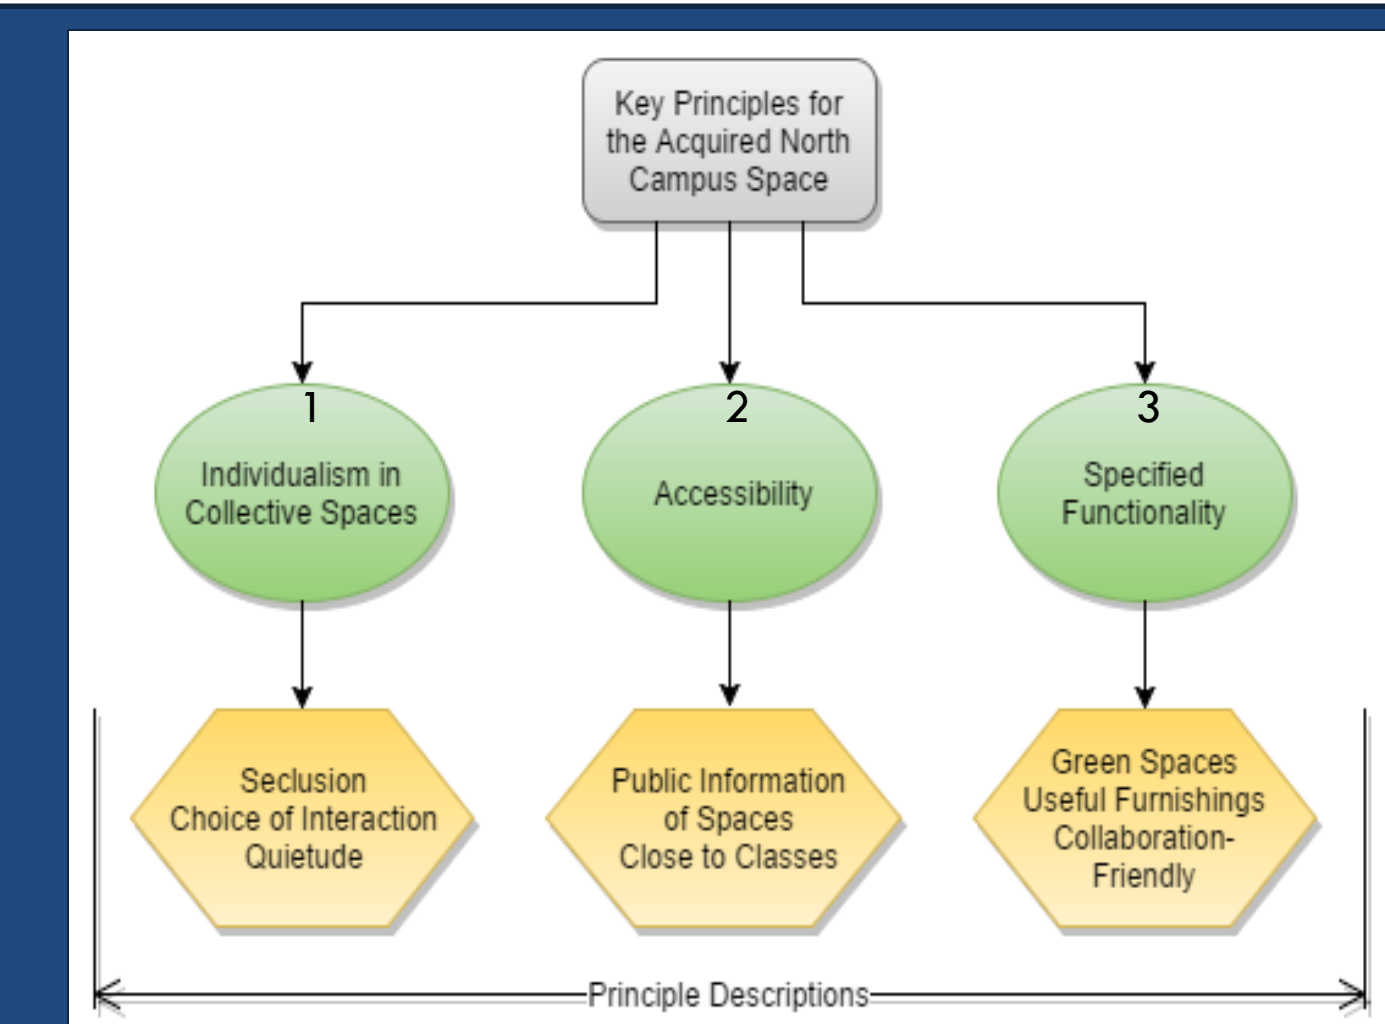 Key Principles for
the Acquired North
Campus Space
1
Individualism in
Collective Spaces
2
Accessibility
3
Specified
Functionality
Seclusion
Choice of Interaction
Quietude
Public Information
of Spaces
Close to Classes
Green Spaces
Useful Furnishings
Collaboration-
Friendly
Principle Descriptions